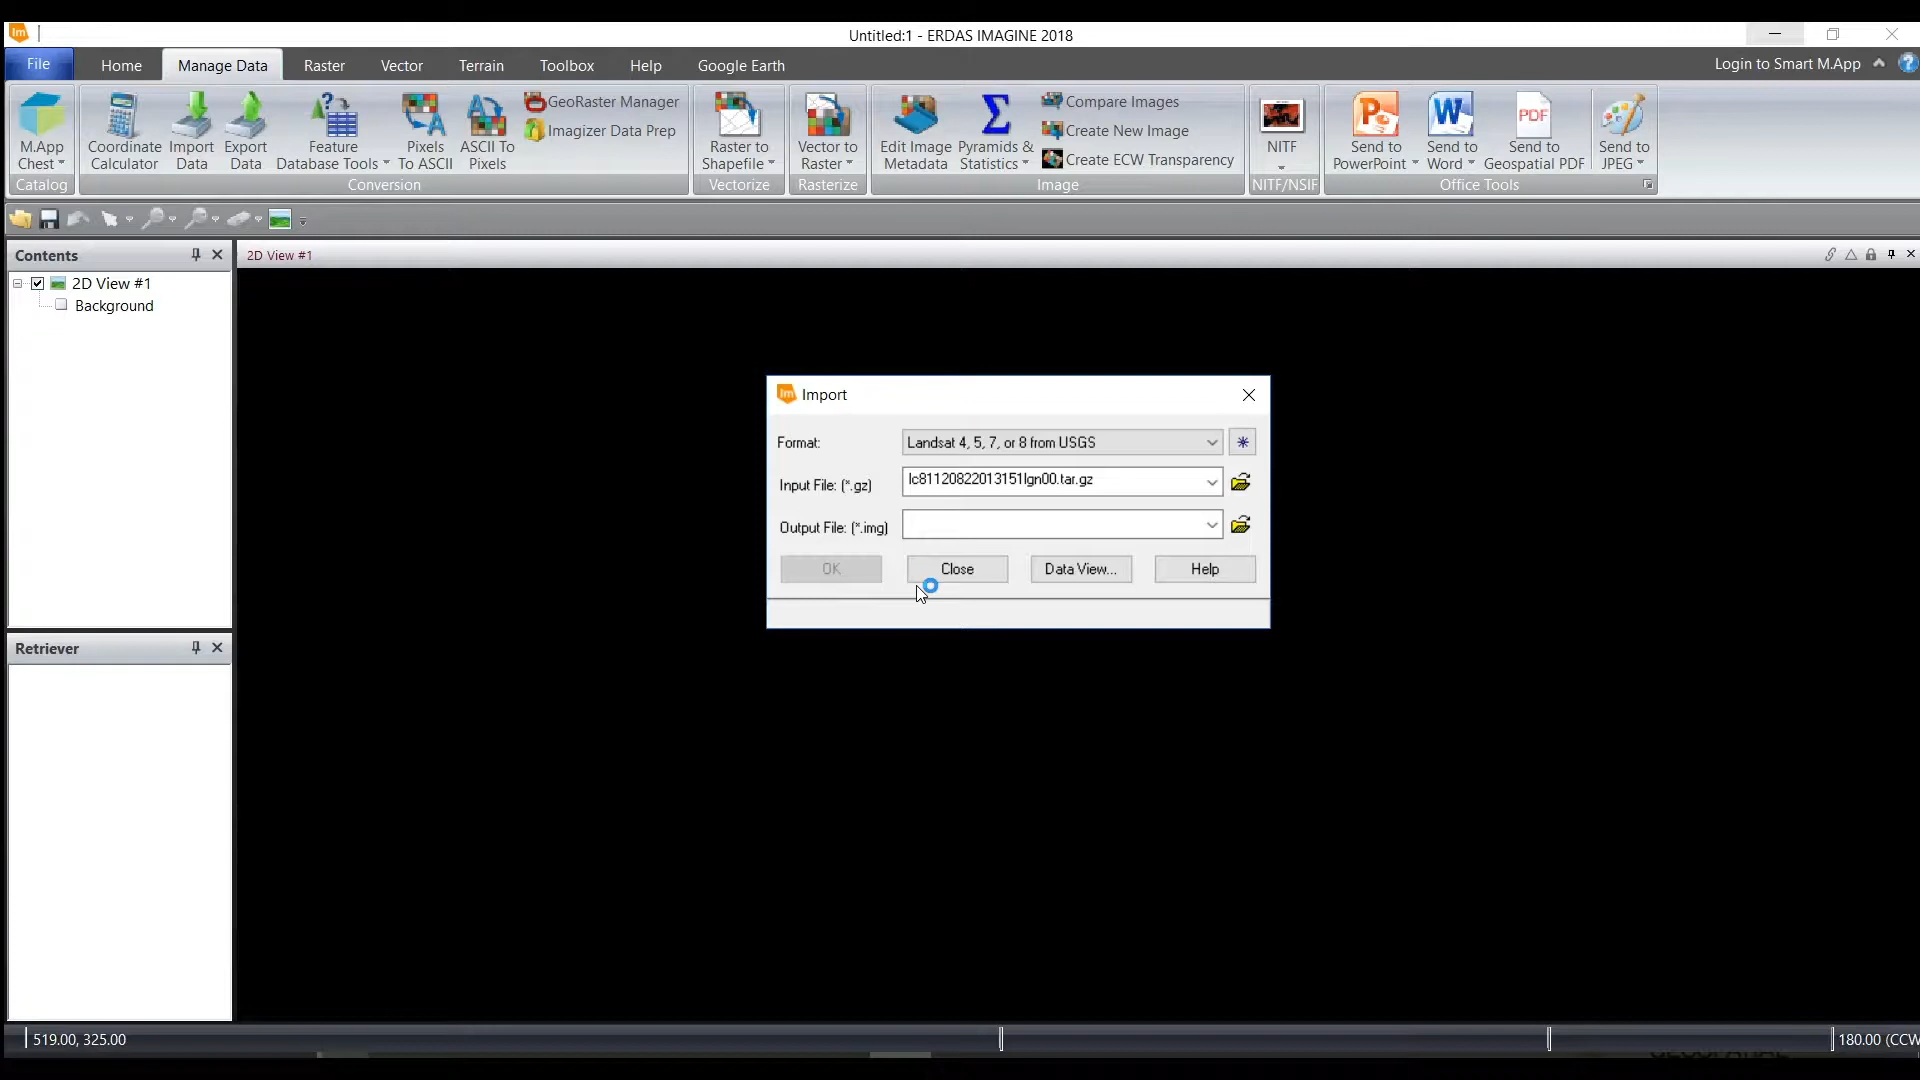 Im
Untitled:1 - ERDAS IMAGINE 2018
File
Home
Manage Data
Raster
Vector
Terrain
Toolbox
Help
Google Earth
Login to Smart M.App
?
M.App
Chest
Coordinate
Calculator
Import
Data
Export
Data
Feature
Database Tools
Pixels
To ASCII
ASCII To
Pixels
GeoRaster Manager
Imagizer Data Prep
Raster to
Shapefile
Vector to
Raster
Edit Image
Metadata
Pyramids &
Statistics
Compare Images
Create New Image
Create ECW Transparency
NITF
Send to
PowerPoint
Send to
Word
PDF
Send to
Geospatial PDF
Send to
JPEG
Catalog
Conversion
Vectorize
Rasterize
Image
NITF/NSIF
Office Tools
Contents
2D View #1
2D View #1
Background
Import
Format:
Landsat 4, 5, 7, or 8 from USGS
Input File: (*.gz)
lc81120822013151lgn00.tar.gz
Output File: (*.img)
OK
Close
Data View...
Help
Retriever
519.00, 325.00
180.00 (CCW